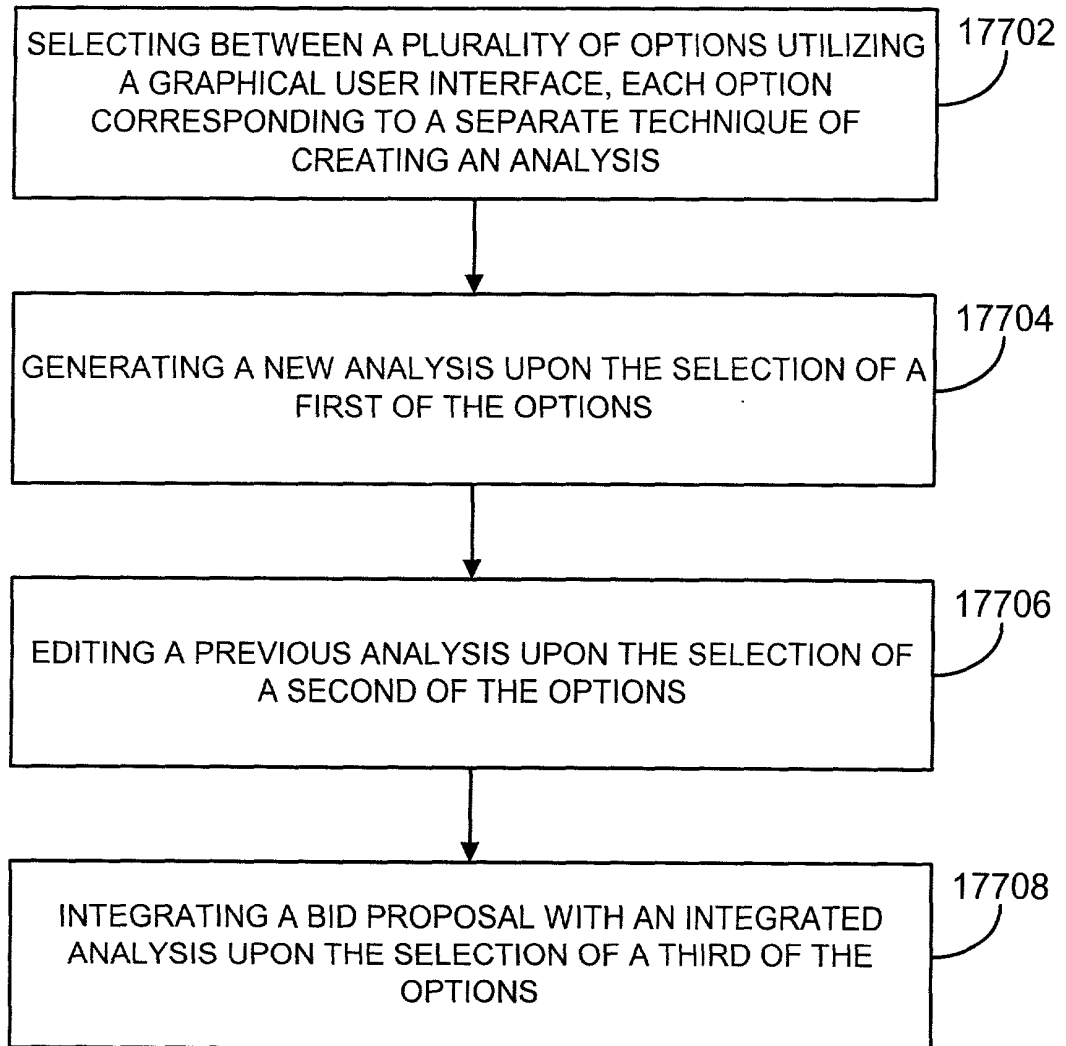 SELECTING BETWEEN A PLURALITY OF OPTIONS UTILIZING
A GRAPHICAL USER INTERFACE, EACH OPTION
CORRESPONDING TO A SEPARATE TECHNIQUE OF
CREATING AN ANALYSIS
17702
GENERATING A NEW ANALYSIS UPON THE SELECTION OF A
FIRST OF THE OPTIONS
17704
EDITING A PREVIOUS ANALYSIS UPON THE SELECTION OF
A SECOND OF THE OPTIONS
17706
INTEGRATING A BID PROPOSAL WITH AN INTEGRATED
ANALYSIS UPON THE SELECTION OF A THIRD OF THE
OPTIONS
17708